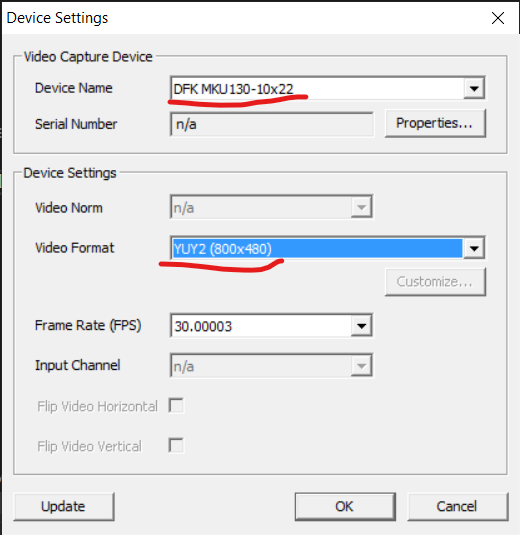 Device Settings
Video Capture Device
Device Name DFK MKU130-10x22
Serial Number n/a Properties...
Device Settings
Video Norm n/a
Video Format YUY2 (800x480)
Customize...
Frame Rate (FPS) 30.00003
Input Channel n/a
Flip Video Horizontal
Flip Video Vertical
Update OK Cancel